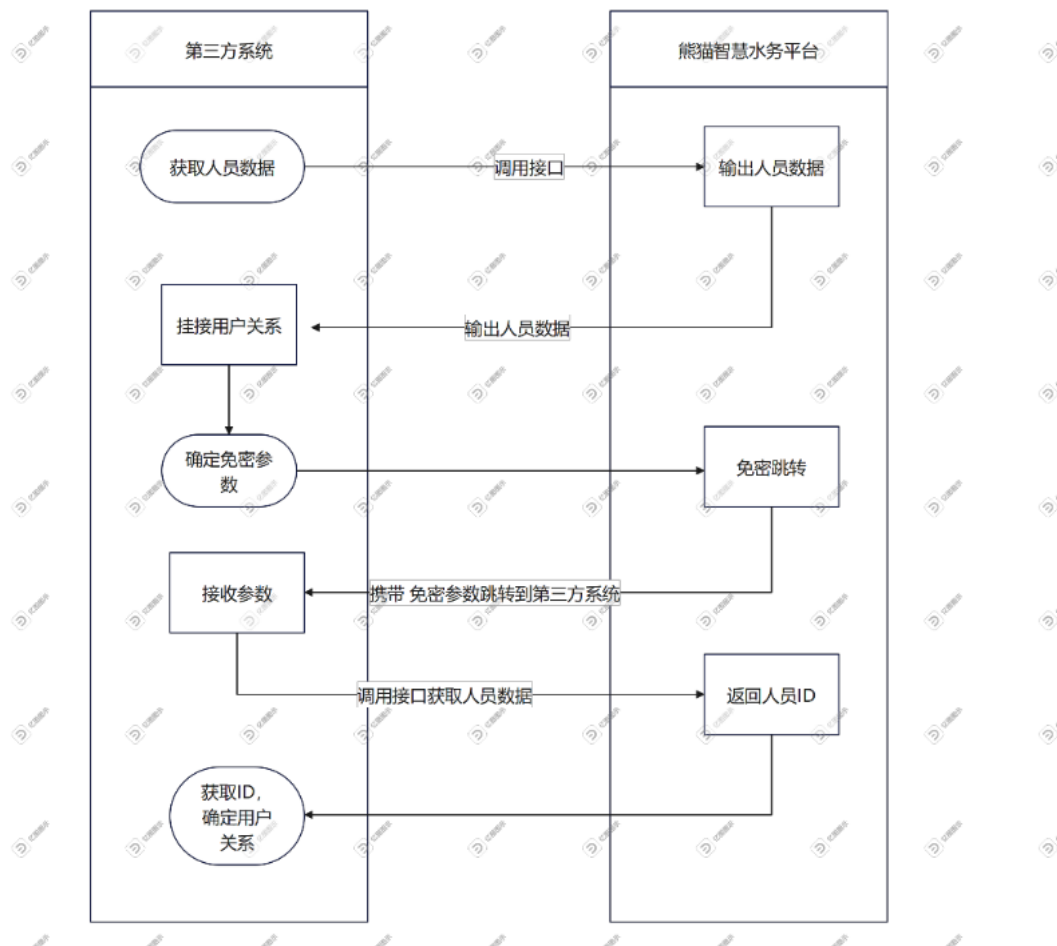 第三方系统
熊猫智慧水务平台
获取人员数据
调用接口
输出人员数据
挂接用户关系
输出人员数据
确定免密参
数
免密跳转
接收参数
携带 免密参数跳转到第三方系统
调用接口获取人员数据
返回人员ID
获取ID，
确定用户
关系